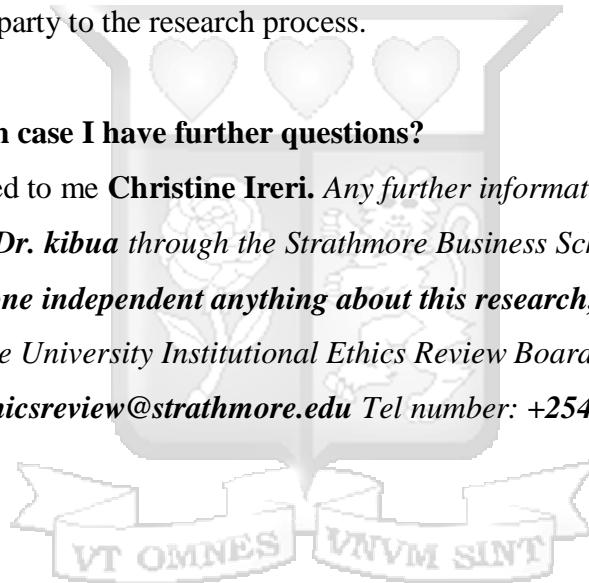 party to the research process.
n case I have further questions?
ed to me Christine Ireri. Any further informat
Dr. kibua through the Strathmore Business Sch
one independent anything about this research,
e University Institutional Ethics Review Board
hicsreview@strathmore.edu Tel number: +254
VT OMNES VNVM SINT